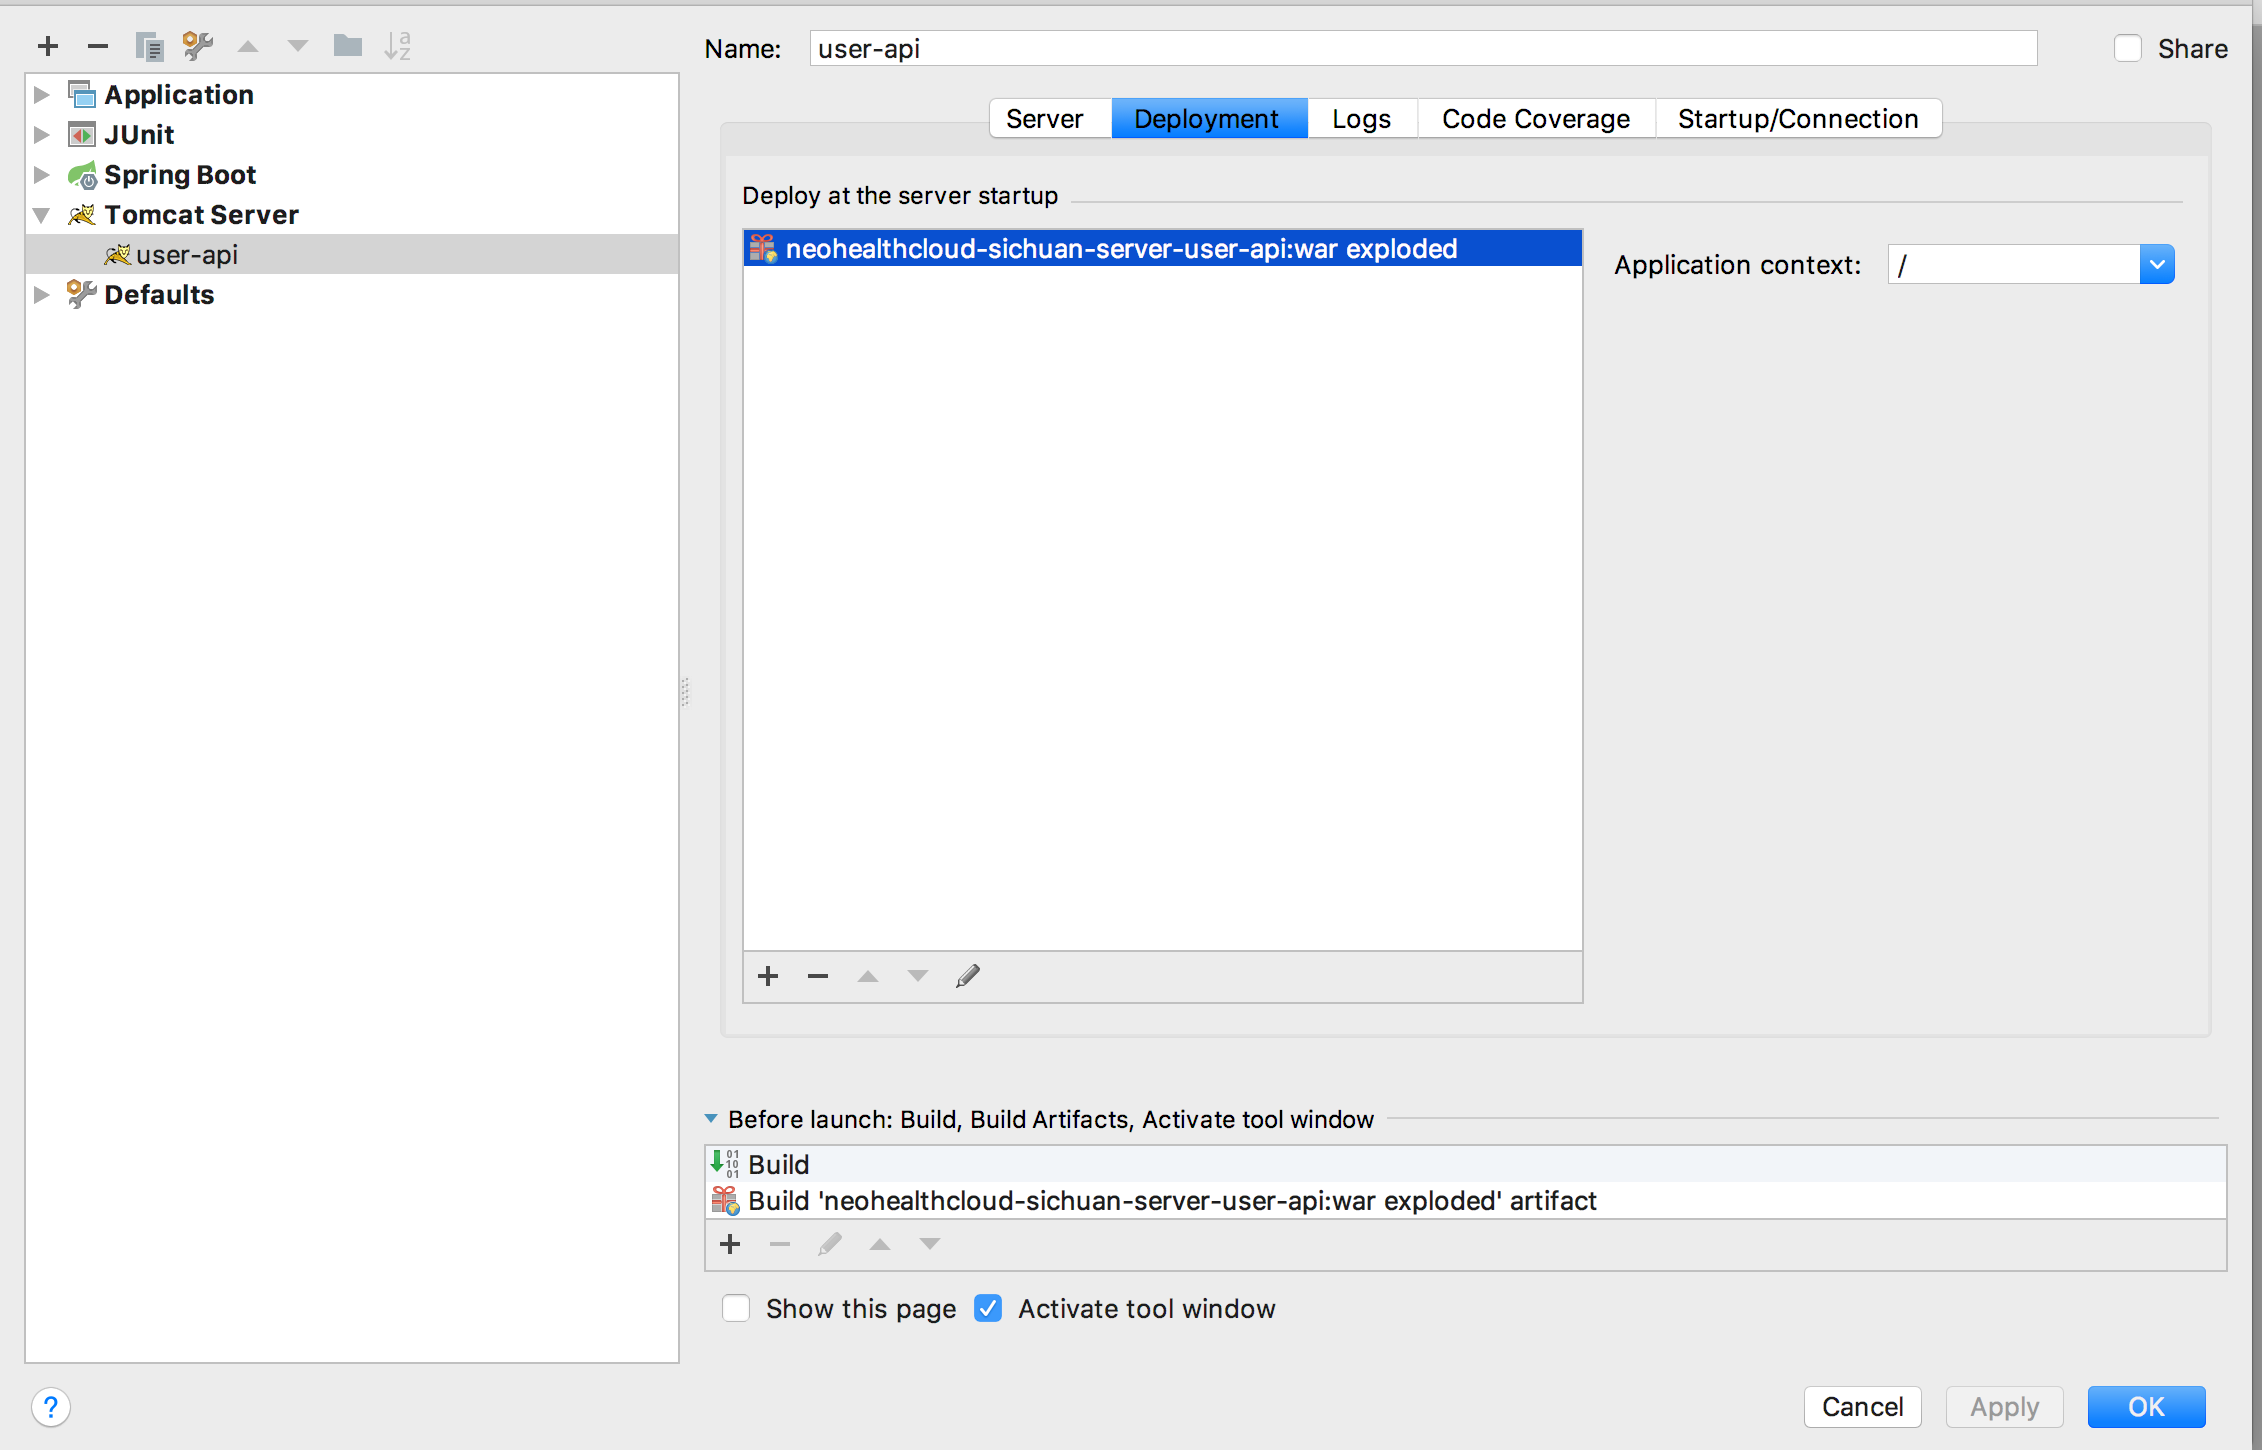 Name: user-api Share
Application
JUnit
Spring Boot
Tomcat Server
user-api
Defaults
Server Deployment Logs Code Coverage Startup/Connection
Deploy at the server startup
neohealthcloud-sichuan-server-user-api:war exploded
Application context: /
Before launch: Build, Build Artifacts, Activate tool window
Build
Build 'neohealthcloud-sichuan-server-user-api:war exploded' artifact
Show this page Activate tool window
? Cancel Apply OK